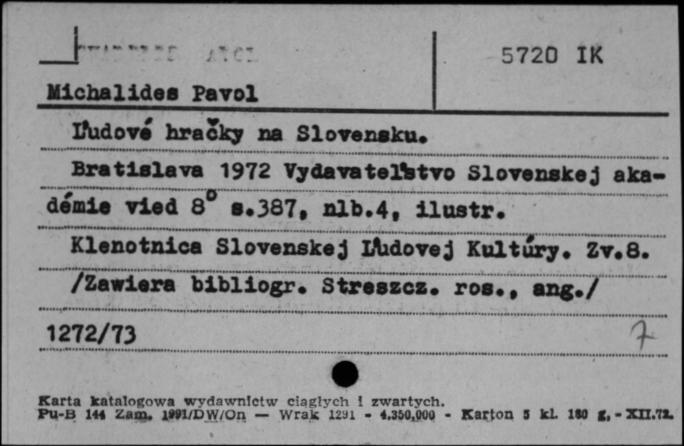 5720 IK
Michalides Pavol
Ľudové hračky na Slovensku.
Bratislava 1972 Vydavatelstvo Slovenskej aka-
démie vied 8° s.387, nlb.4, ilustr.
Klenotnica Slovenskej Ľudovej Kultúry. Zv.8.
/Zawiera bibliogr. Streszcz. ros., ang./
1272/73 7
Karta katalogowa wydawnictw ciągłych i zwartych.
Pu-B 144 Zam. 1991/DW/On — Wrak 1291 - 4.350.000 - Karton 5 kl. 180 g. - XII.72.